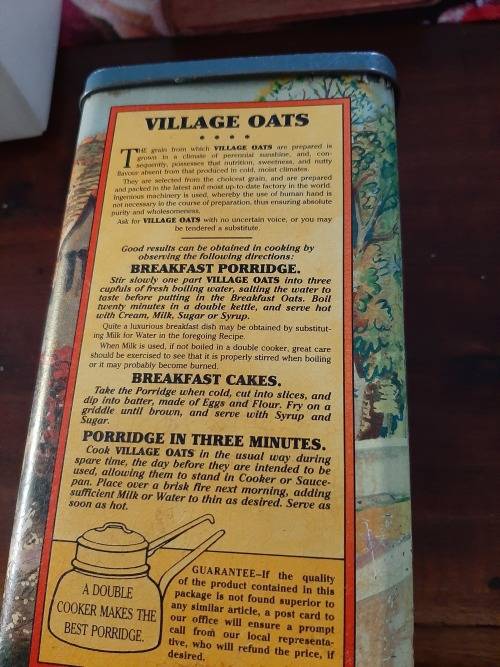 VILLAGE OATS
THE grain from which VILLAGE OATS are prepared is
grown in a climate of perennial sunshine, and, con-
sequently, possesses that nutrition, sweetness, and nutty
flavour absent from that produced in cold, moist climates.
They are selected from the choicest grain, and are prepared
and packed in the latest and most up-to-date factory in the world.
Ingenious machinery is used, whereby the use of human hand is
not necessary in the course of preparation, thus ensuring absolute
purity and wholesomeness.
Ask for VILLAGE OATS with no uncertain voice, or you may
be tendered a substitute.
Good results can be obtained in cooking by
observing the following directions:
BREAKFAST PORRIDGE.
Stir slowly one part VILLAGE OATS into three
cupfuls of fresh boiling water, salting the water to
taste before putting in the Breakfast Oats. Boil
twenty minutes in a double kettle, and serve hot
with Cream, Milk, Sugar or Syrup.
Quite a luxurious breakfast dish may be obtained by substitut-
ing Milk for Water in the foregoing Recipe.
When Milk is used, if not boiled in a double cooker, great care
should be exercised to see that it is properly stirred when boiling
or it may probably become burned.
BREAKFAST CAKES.
Take the Porridge when cold, cut into slices, and
dip into batter, made of Eggs and Flour. Fry on a
griddle until brown, and serve with Syrup and
Sugar.
PORRIDGE IN THREE MINUTES.
Cook VILLAGE OATS in the usual way during
spare time, the day before they are intended to be
used, allowing them to stand in Cooker or Sauce-
pan. Place over a brisk fire next morning, adding
sufficient Milk or Water to thin as desired. Serve as
soon as hot.
A DOUBLE
COOKER MAKES THE
BEST PORRIDGE.
GUARANTEE–If the quality
of the product contained in this
package is not found superior to
any similar article, a post card to
our office will ensure a prompt
call from our local representa-
tive, who will refund the price, if
desired.